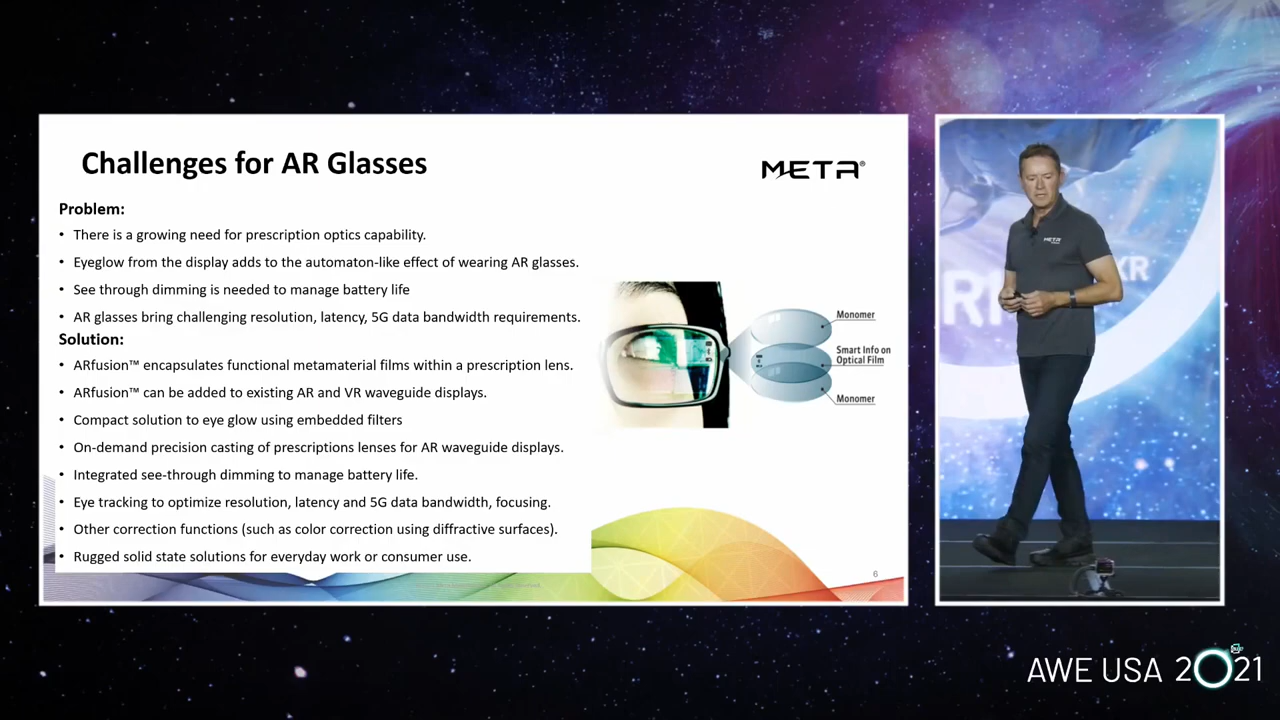 Challenges for AR Glasses
META®
Problem:
• There is a growing need for prescription optics capability.
• Eyeglow from the display adds to the automaton-like effect of wearing AR glasses.
• See through dimming is needed to manage battery life
• AR glasses bring challenging resolution, latency, 5G data bandwidth requirements.
Solution:
• ARfusion™ encapsulates functional metamaterial films within a prescription lens.
• ARfusion™ can be added to existing AR and VR waveguide displays.
• Compact solution to eye glow using embedded filters
• On-demand precision casting of prescriptions lenses for AR waveguide displays.
• Integrated see-through dimming to manage battery life.
• Eye tracking to optimize resolution, latency and 5G data bandwidth, focusing.
• Other correction functions (such as color correction using diffractive surfaces).
• Rugged solid state solutions for everyday work or consumer use.
Monomer
Smart Info on
Optical Film
Monomer
6
META
XR
AWE USA 2021